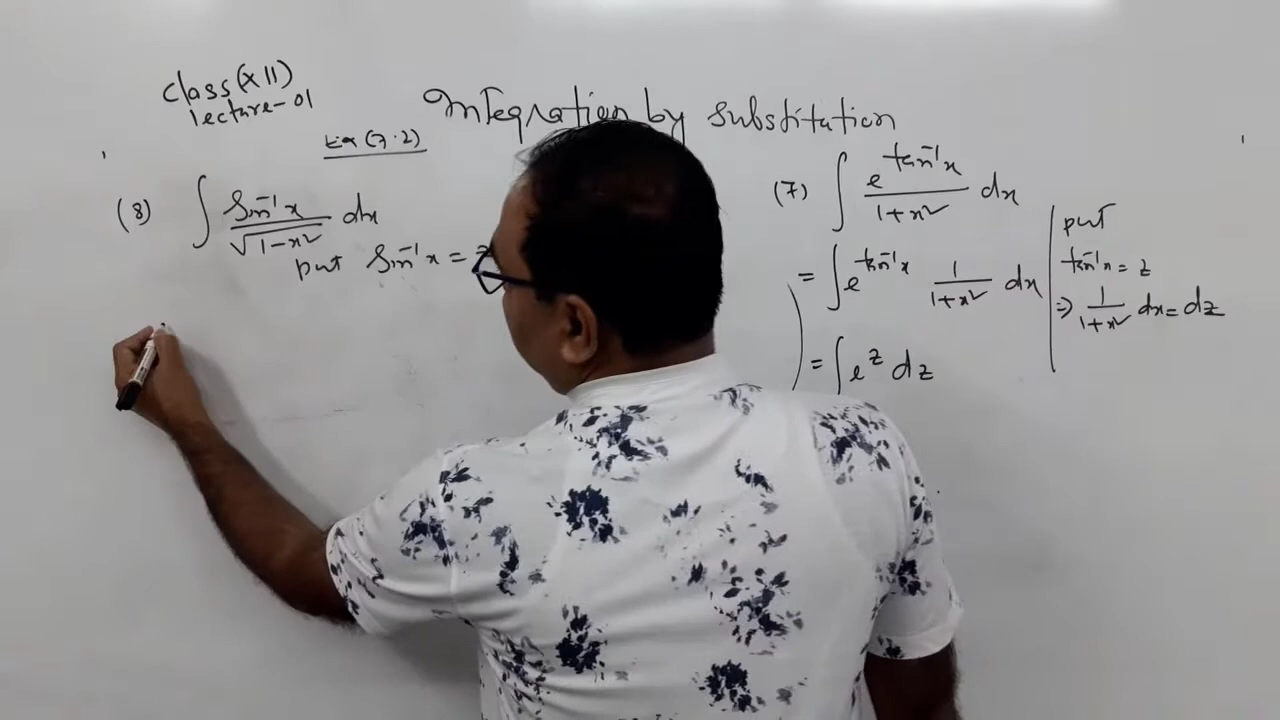 class(XII)
lecture-01
Integration by substitution
Ex (7.2)
(8) ∫ sin⁻¹x / √1-x² dx
put sin⁻¹x = z
(7) ∫ e^tan⁻¹x / 1+x² dx
= ∫ e^tan⁻¹x 1 / 1+x² dx
= ∫ e^z dz
put
tan⁻¹x = z
⇒ 1 / 1+x² dx = dz